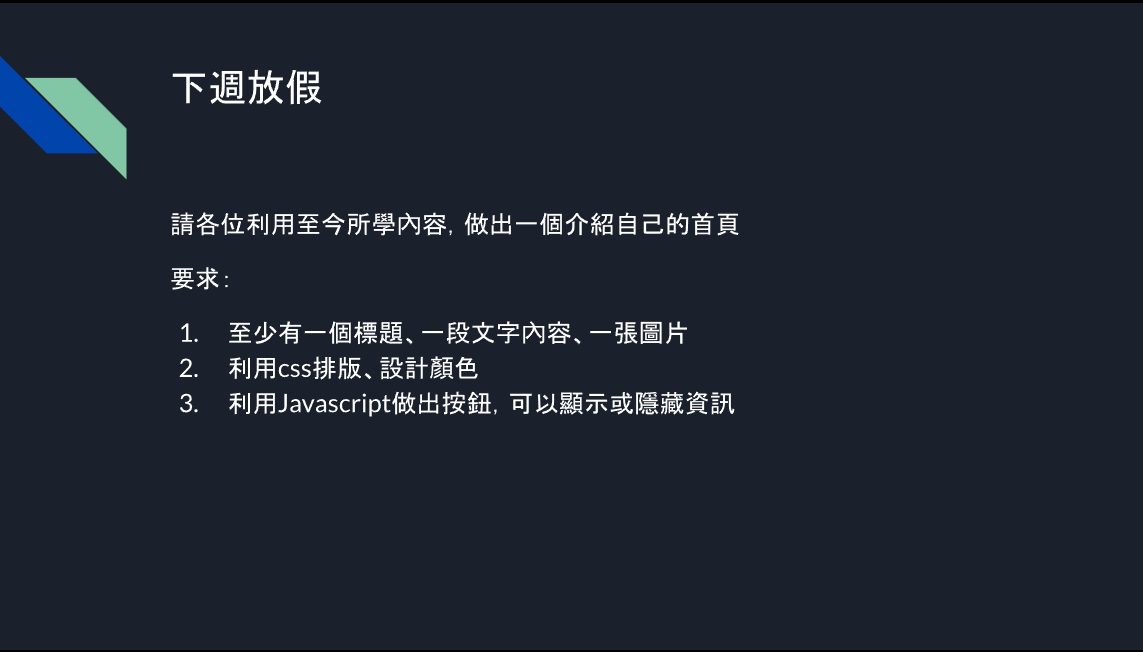 下週放假
請各位利用至今所學內容, 做出一個介紹自己的首頁
要求:
1. 至少有一個標題、一段文字內容、一張圖片
2. 利用css排版、設計顏色
3. 利用Javascript做出按鈕, 可以顯示或隱藏資訊